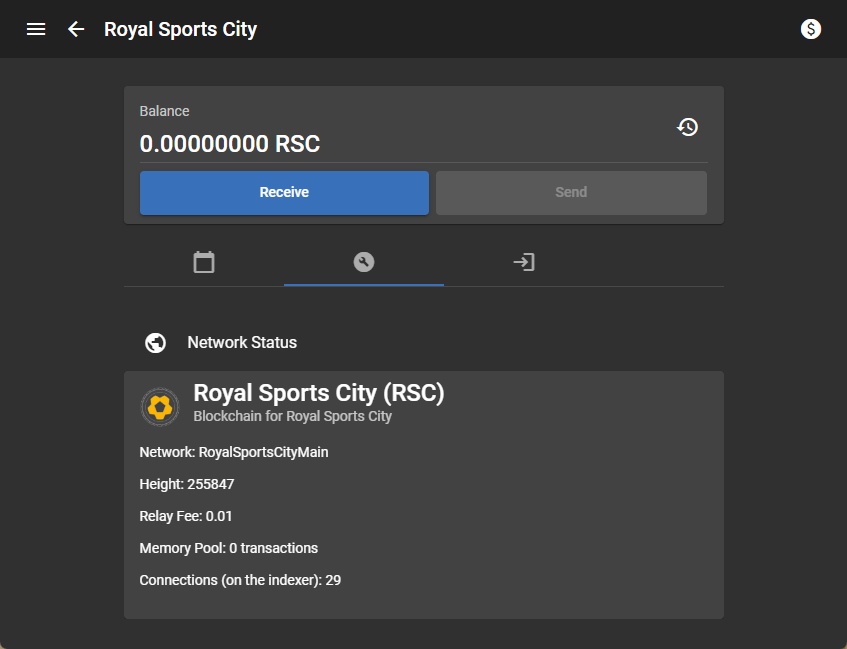 Royal Sports City
Balance
0.00000000 RSC
Receive
Send
Network Status
Royal Sports City (RSC)
Blockchain for Royal Sports City
Network: RoyalSportsCityMain
Height: 255847
Relay Fee: 0.01
Memory Pool: 0 transactions
Connections (on the indexer): 29